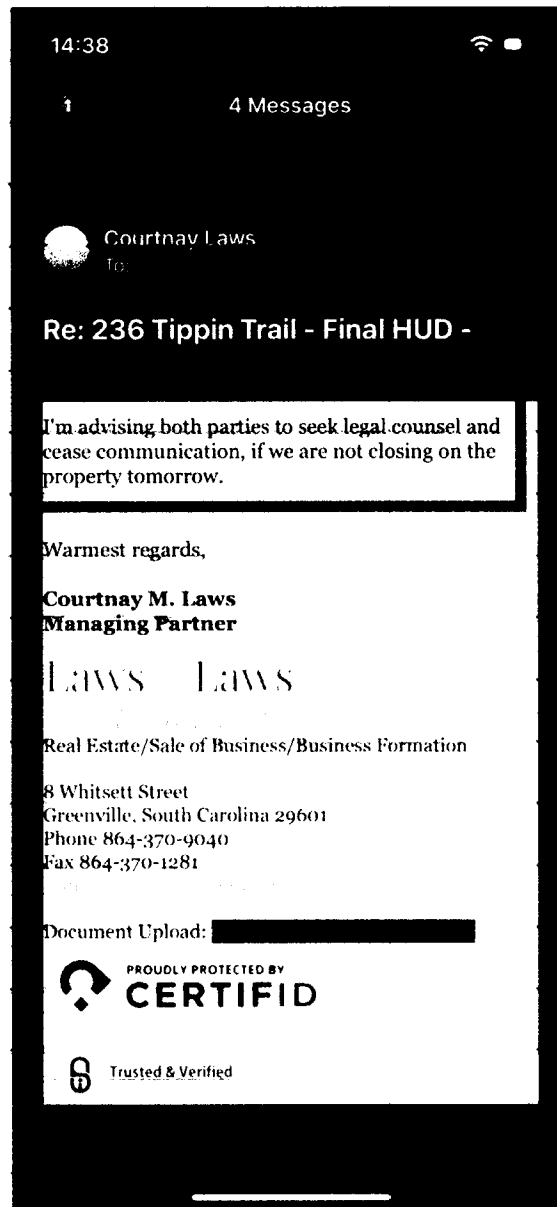 14:38
4 Messages
Courtnay Laws
To:
Re: 236 Tippin Trail - Final HUD -
I'm advising both parties to seek legal counsel and
cease communication, if we are not closing on the
property tomorrow.
Warmest regards,
Courtnay M. Laws
Managing Partner
Laws Laws
Real Estate/Sale of Business/Business Formation
8 Whitsett Street
Greenville, South Carolina 29601
Phone 864-370-9040
Fax 864-370-1281
Document Upload:
PROUDLY PROTECTED BY
CERTIFID
Trusted & Verified